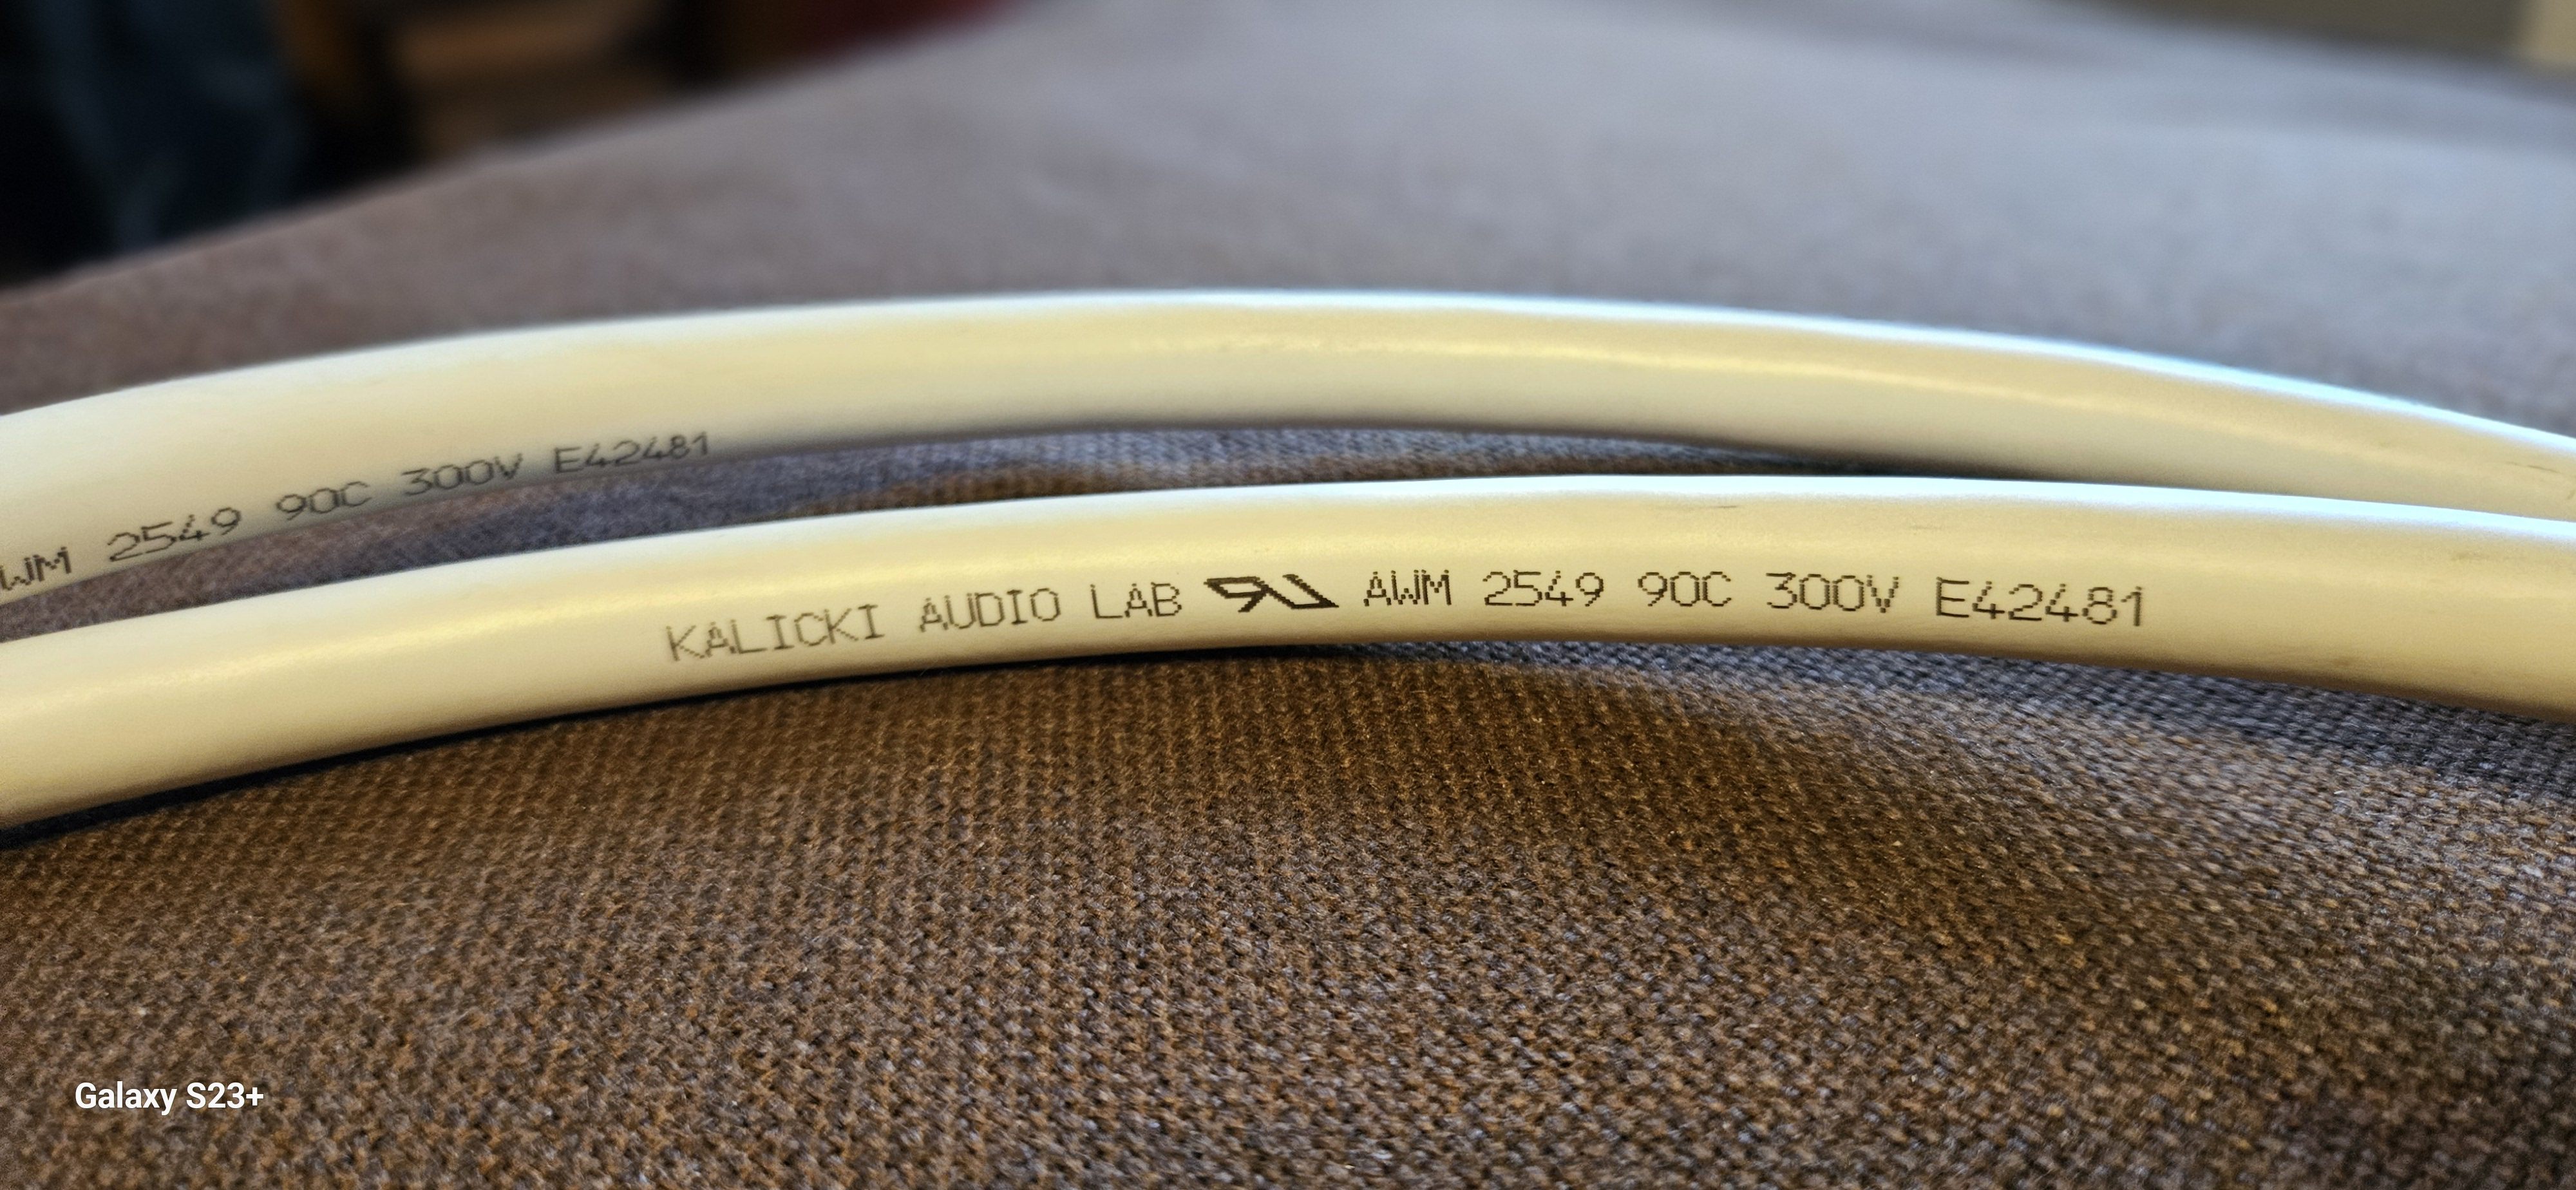 WM 2549 90C 300V E42481
KALICKI AUDIO LAB AWM 2549 90C 300V E42481
Galaxy S23+